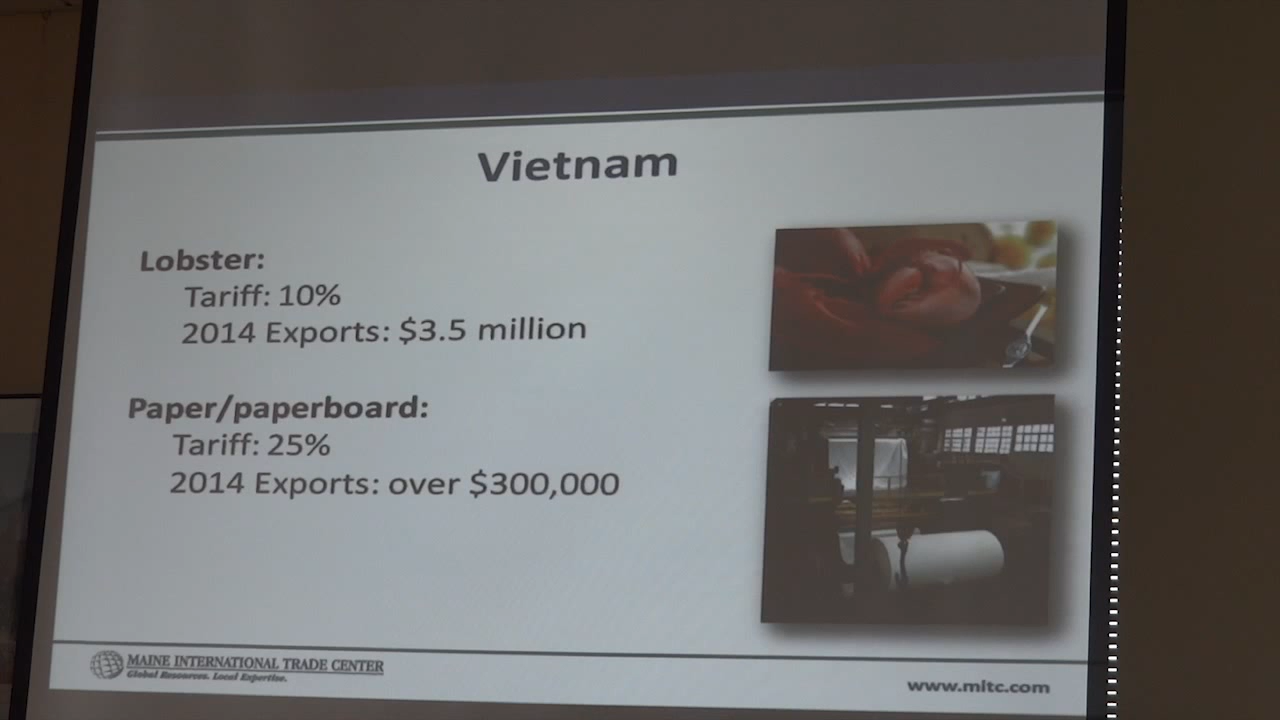 Vietnam
Lobster:
Tariff: 10%
2014 Exports: $3.5 million
Paper/paperboard:
Tariff: 25%
2014 Exports: over $300,000
MAINE INTERNATIONAL TRADE CENTER
Global Resources. Local Expertise.
www.mitc.com